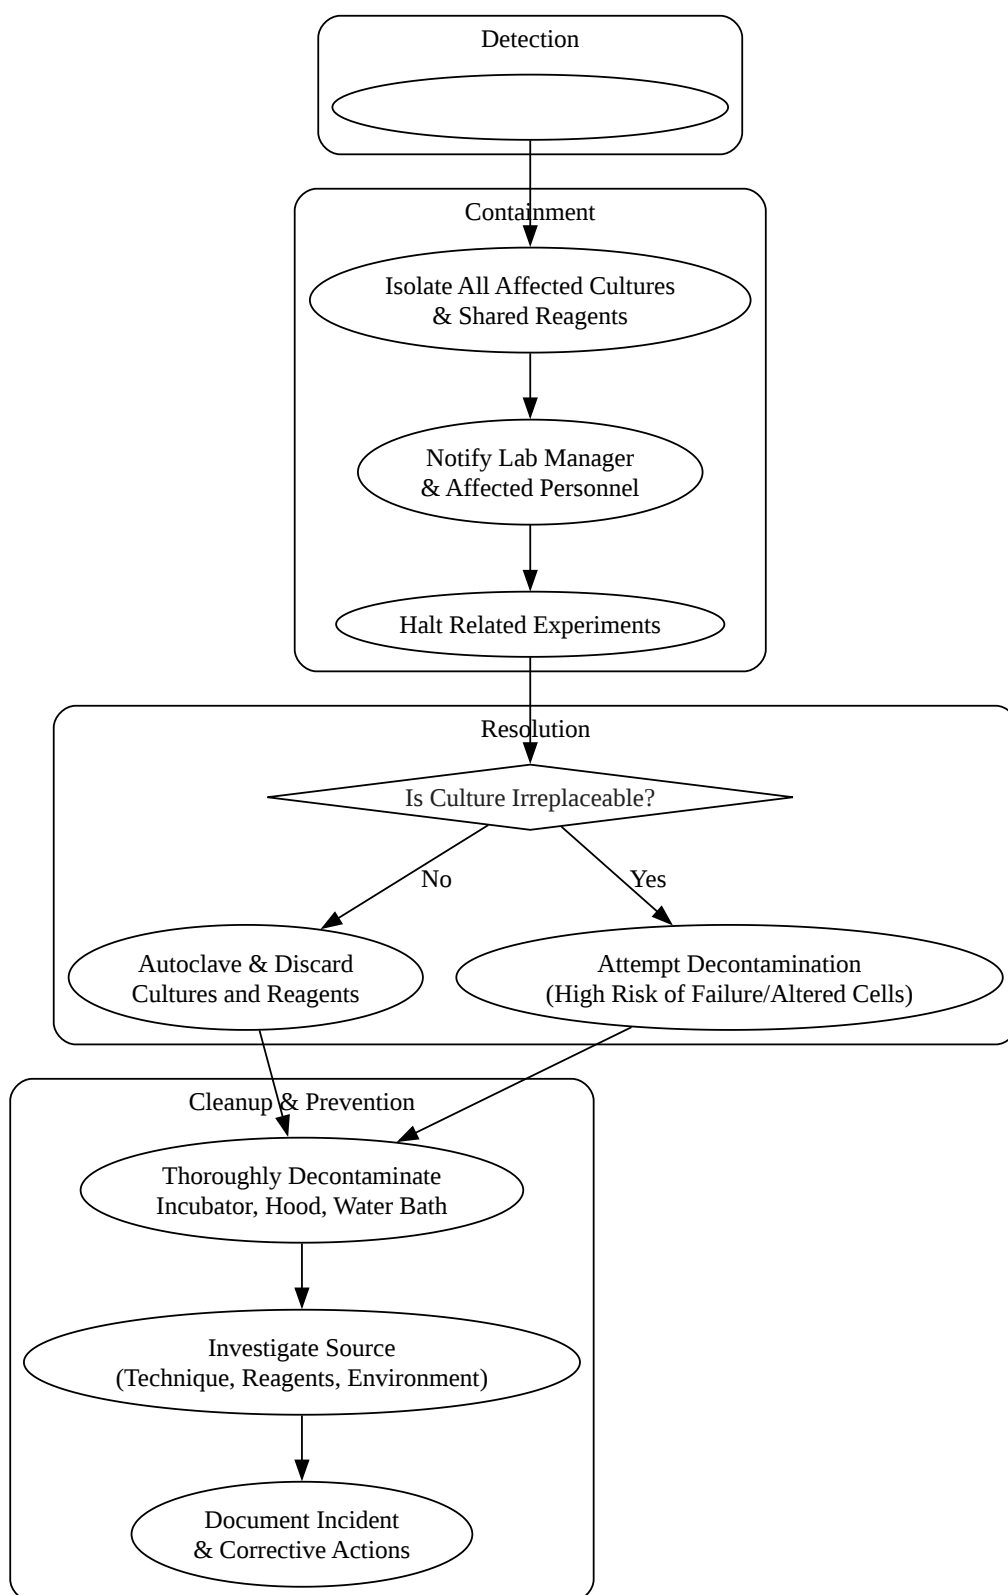 Detection
Containment
Isolate All Affected Cultures
& Shared Reagents
Notify Lab Manager
& Affected Personnel
Halt Related Experiments
Resolution
Is Culture Irreplaceable?
No
Yes
Autoclave & Discard
Cultures and Reagents
Attempt Decontamination
(High Risk of Failure/Altered Cells)
Cleanup & Prevention
Thoroughly Decontaminate
Incubator, Hood, Water Bath
Investigate Source
(Technique, Reagents, Environment)
Document Incident
& Corrective Actions